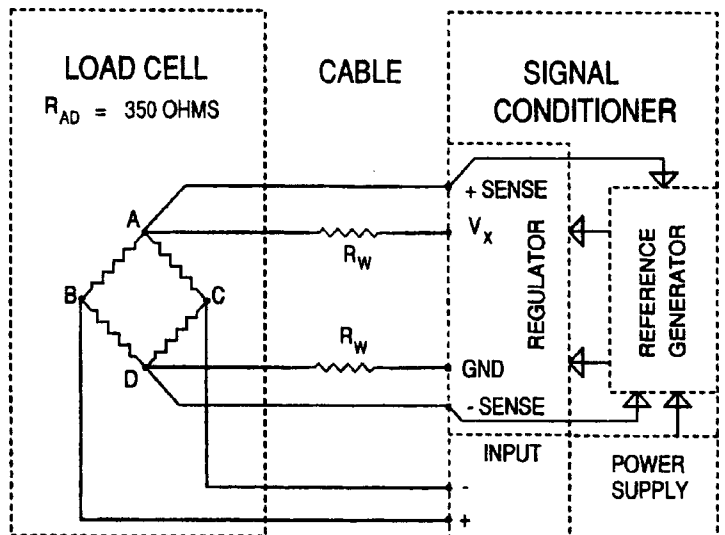 LOAD CELL
R_AD = 350 OHMS
CABLE
SIGNAL
CONDITIONER
+ SENSE
V_X
A
R_W
B
C
REGULATOR
REFERENCE
GENERATOR
R_W
D
GND
- SENSE
INPUT
POWER
SUPPLY
-
+